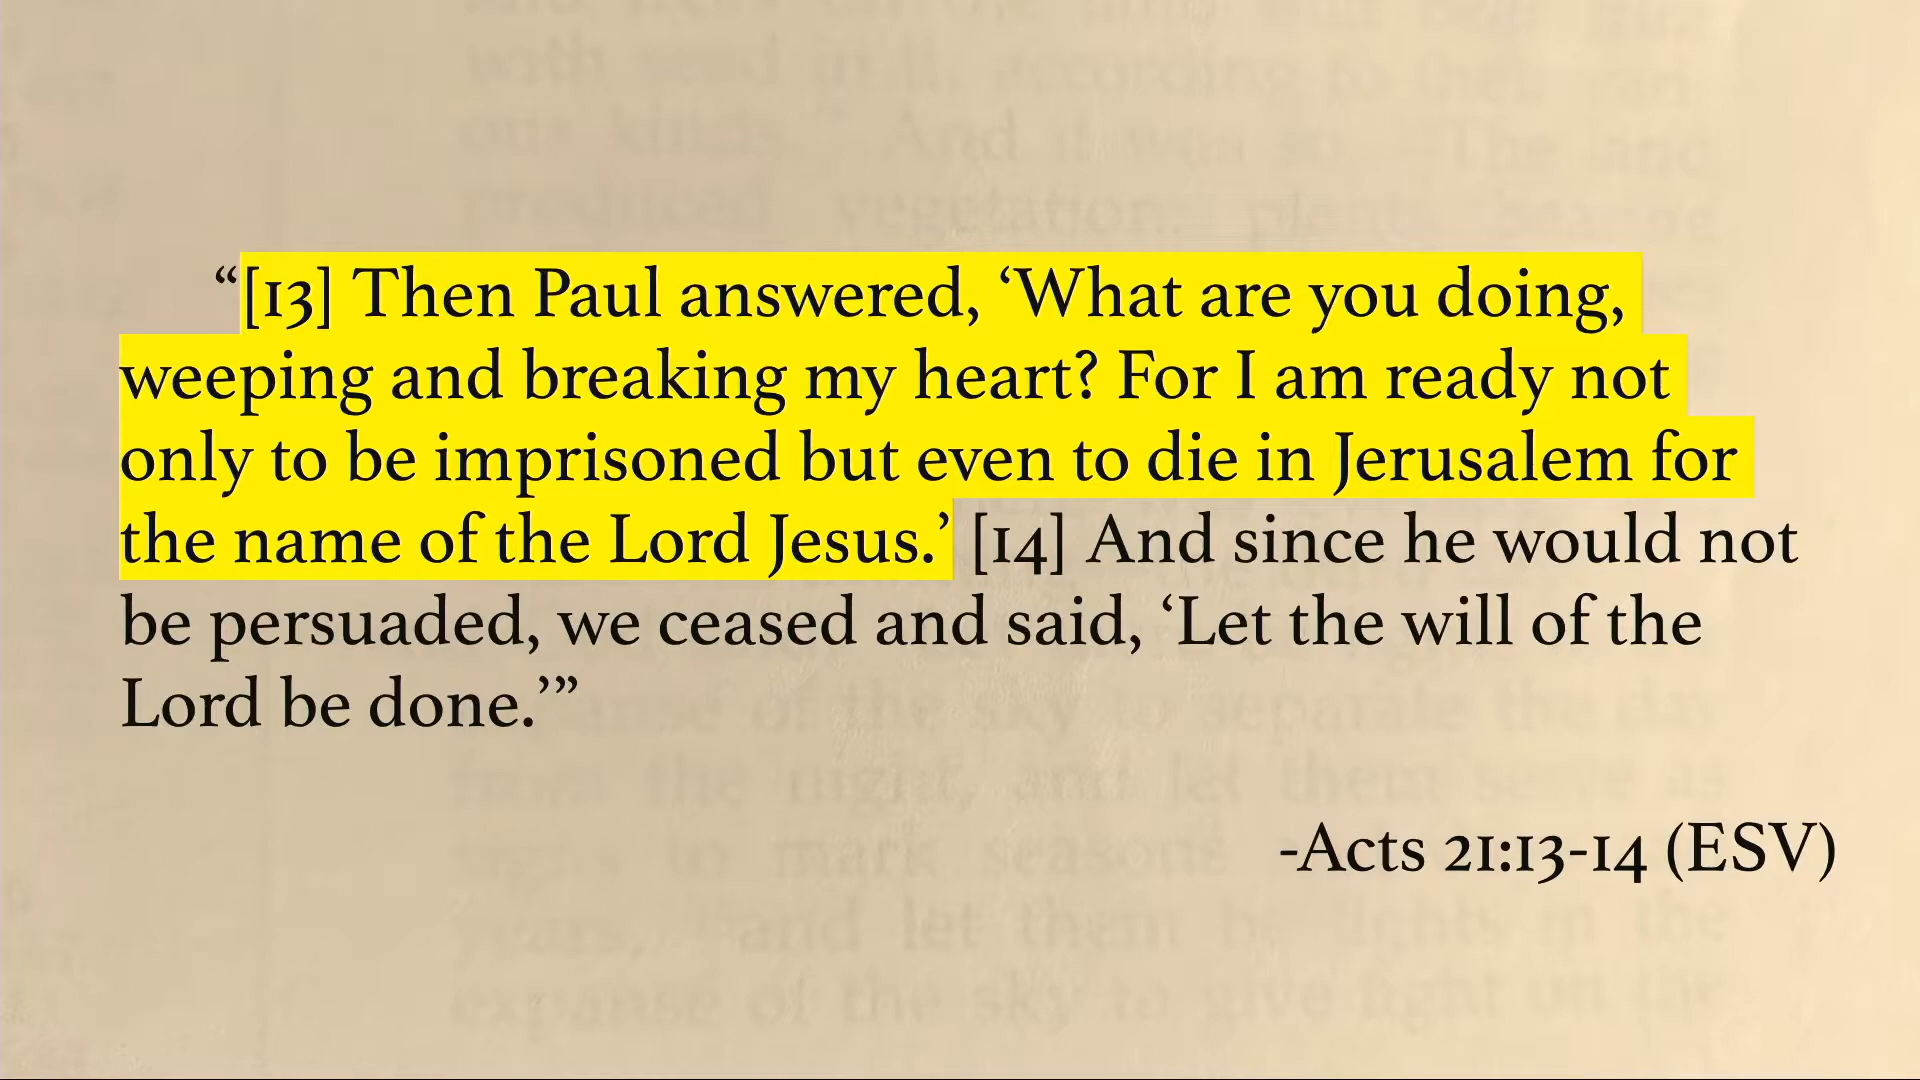 “[13] Then Paul answered, ‘What are you doing,
weeping and breaking my heart? For I am ready not
only to be imprisoned but even to die in Jerusalem for
the name of the Lord Jesus.’ [14] And since he would not
be persuaded, we ceased and said, ‘Let the will of the
Lord be done.’”
-Acts 21:13-14 (ESV)